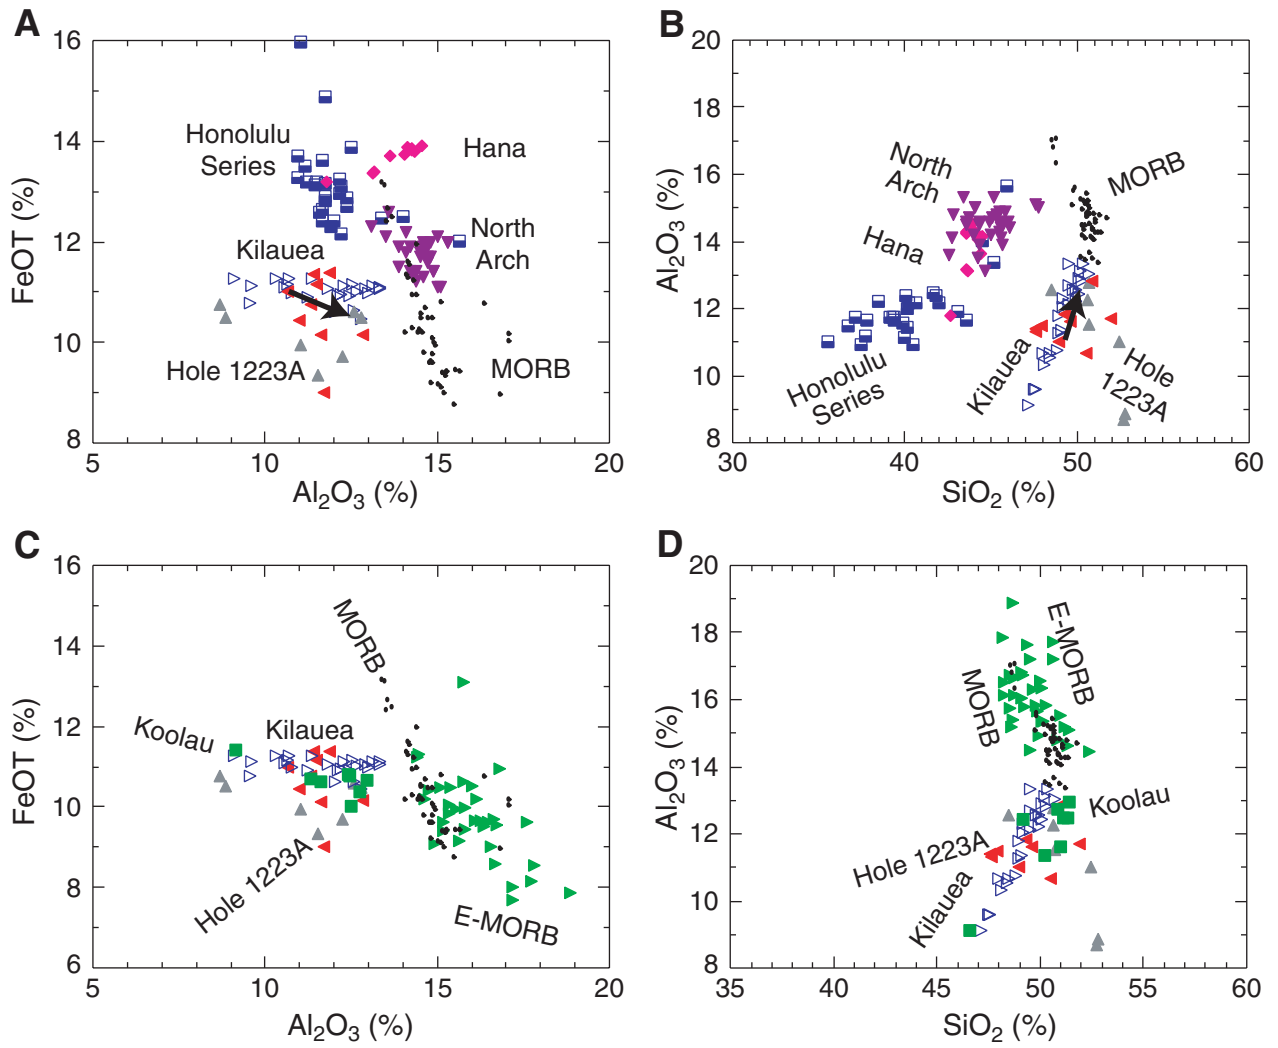 A
16
14
12
10
8
FeOT (%)
Honolulu
Series
Hana
Kilauea
North
Arch
Hole 1223A
MORB
5
10
15
20
Al₂O₃ (%)
B
20
18
16
14
12
10
8
Al₂O₃ (%)
North
Arch
MORB
Hana
Honolulu
Series
Kilauea
Hole
1223A
30
40
50
60
SiO₂ (%)
C
16
14
12
10
8
6
FeOT (%)
MORB
Koolau
Kilauea
Hole 1223A
E-MORB
5
10
15
20
Al₂O₃ (%)
D
20
18
16
14
12
10
8
Al₂O₃ (%)
E-MORB
MORB
Koolau
Hole 1223A
Kilauea
35
40
45
50
55
60
SiO₂ (%)